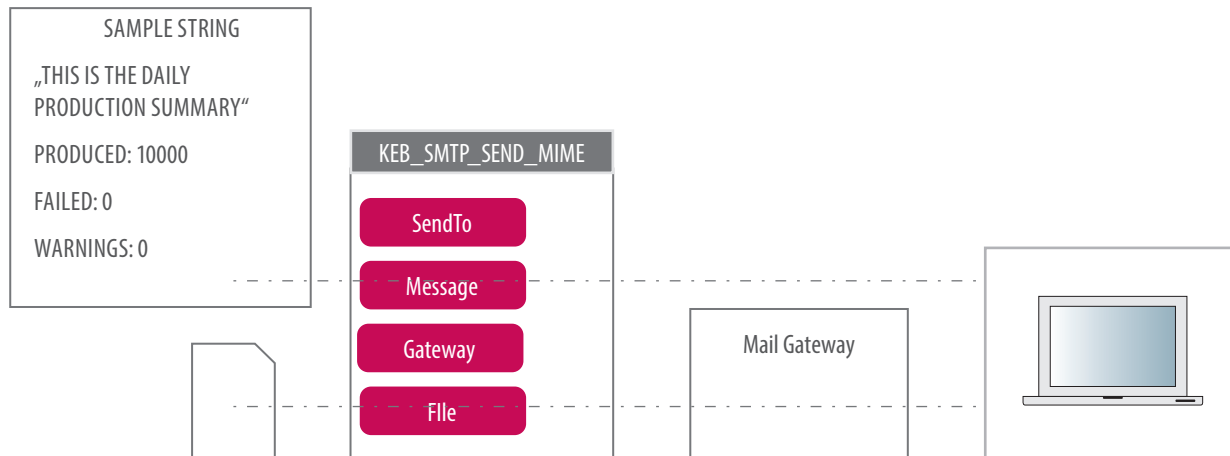 SAMPLE STRING
„THIS IS THE DAILY
PRODUCTION SUMMARY“
PRODUCED: 10000
FAILED: 0
WARNINGS: 0
KEB_SMTP_SEND_MIME
SendTo
Message
Gateway
FIle
Mail Gateway